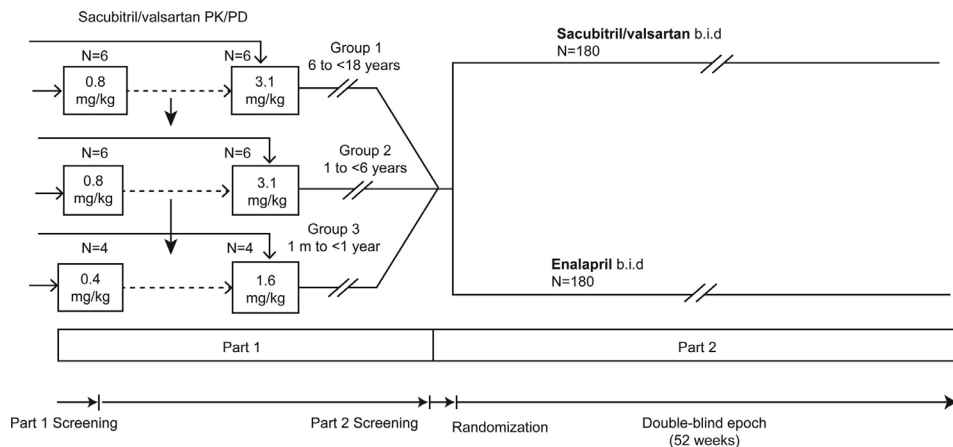 Sacubitril/valsartan PK/PD
N=6
0.8
mg/kg
N=6
3.1
mg/kg
Group 1
6 to <18 years
N=6
0.8
mg/kg
N=6
3.1
mg/kg
Group 2
1 to <6 years
N=4
0.4
mg/kg
N=4
1.6
mg/kg
Group 3
1 m to <1 year
Sacubitril/valsartan b.i.d
N=180
Enalapril b.i.d
N=180
Part 1
Part 2
Part 1 Screening
Part 2 Screening
Randomization
Double-blind epoch
(52 weeks)